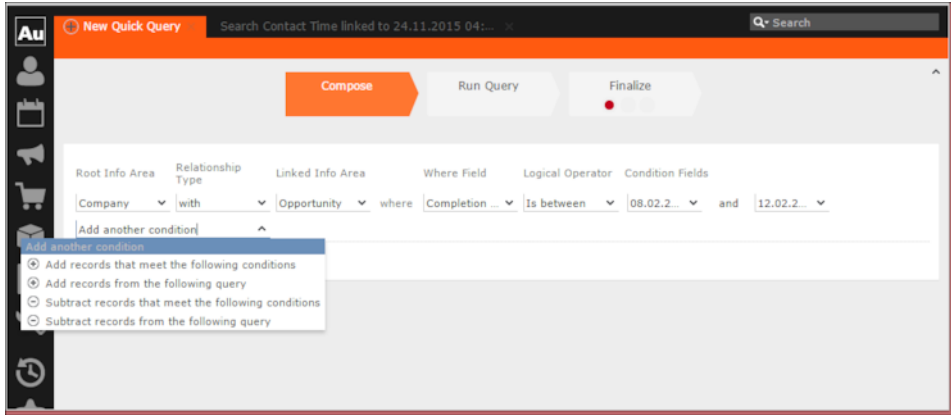 Au
New Quick Query
Search Contact Time linked to 24.11.2015 04:...
Search
Compose
Run Query
Finalize
Root Info Area
Relationship
Type
Linked Info Area
Where Field
Logical Operator
Condition Fields
Company
with
Opportunity
where
Completion ...
Is between
08.02.2...
and
12.02.2...
Add another condition
Add another condition
Add records that meet the following conditions
Add records from the following query
Subtract records that meet the following conditions
Subtract records from the following query